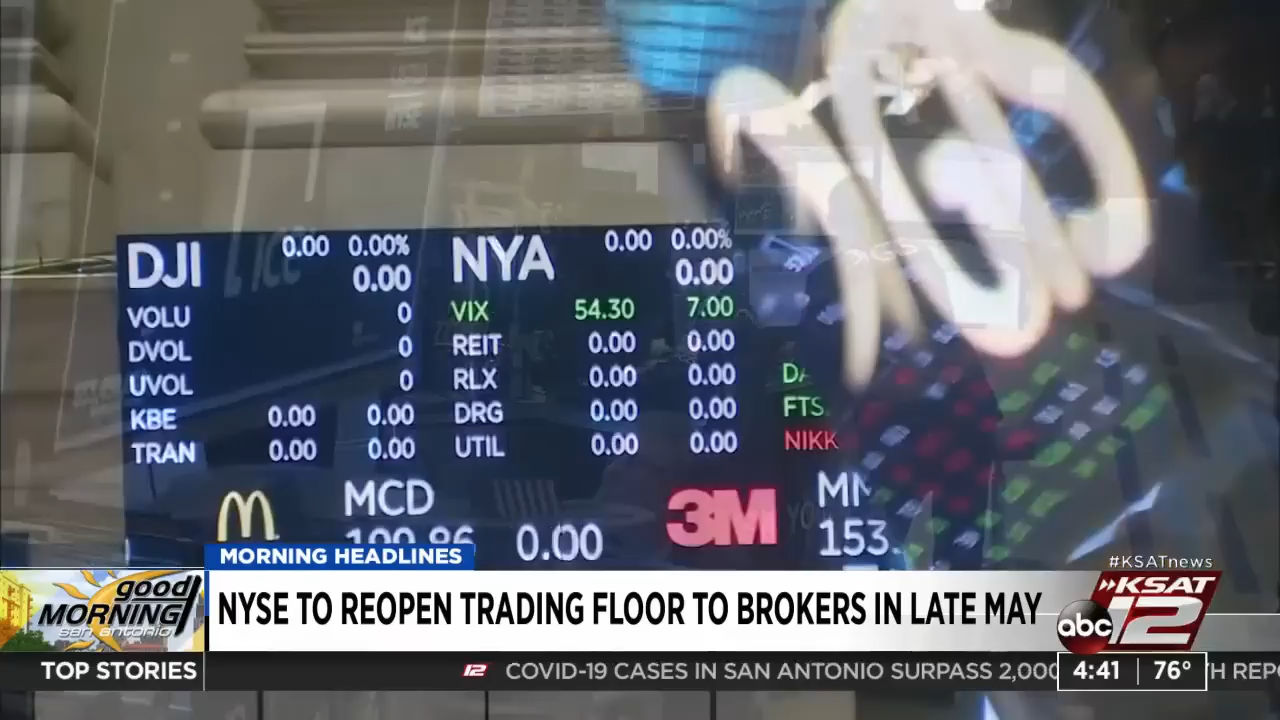 DJI 0.00 0.00%
0.00
VOLU 0
DVOL 0
UVOL 0
KBE 0.00 0.00
TRAN 0.00 0.00
NYA 0.00 0.00%
0.00
VIX 54.30 7.00
REIT 0.00 0.00
RLX 0.00 0.00
DRG 0.00 0.00
UTIL 0.00 0.00
FTS
NIKK
MCD
0.00
3M
153.
MORNING HEADLINES
#KSATnews
good
MORNING
san antonio
NYSE TO REOPEN TRADING FLOOR TO BROKERS IN LATE MAY
KSAT
abc 12
TOP STORIES
12 COVID-19 CASES IN SAN ANTONIO SURPASS 2,00
4:41 76°